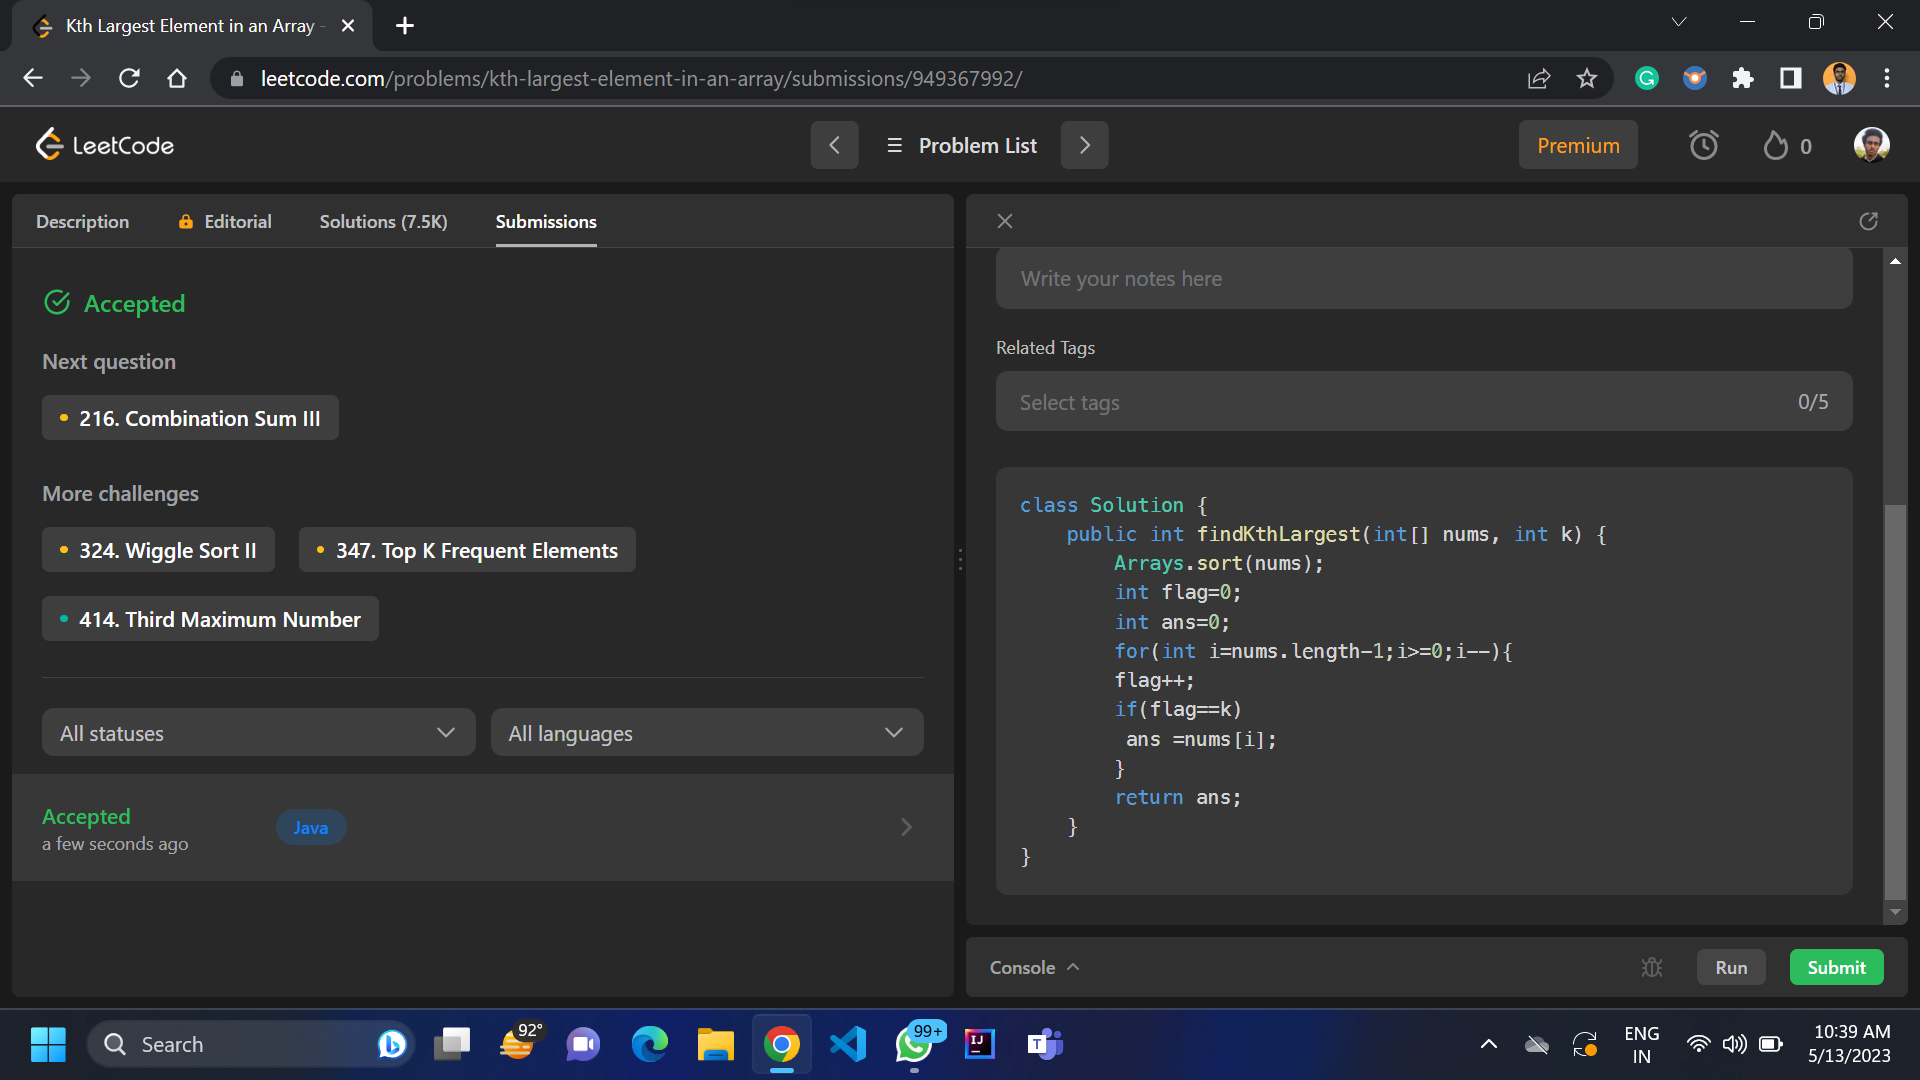 Kth Largest Element in an Array -
leetcode.com/problems/kth-largest-element-in-an-array/submissions/949367992/
LeetCode
Problem List
Premium
0
Description
Editorial
Solutions (7.5K)
Submissions
Accepted
Next question
216. Combination Sum III
More challenges
324. Wiggle Sort II
347. Top K Frequent Elements
414. Third Maximum Number
All statuses
All languages
Accepted
a few seconds ago
Java
Write your notes here
Related Tags
Select tags
0/5
class Solution {
    public int findKthLargest(int[] nums, int k) {
        Arrays.sort(nums);
        int flag=0;
        int ans=0;
        for(int i=nums.length-1;i>=0;i--){
        flag++;
        if(flag==k)
         ans =nums[i];
        }
        return ans;
    }
}
Console
Run
Submit
Search
92°
99+
IJ
T
ENG
IN
10:39 AM
5/13/2023